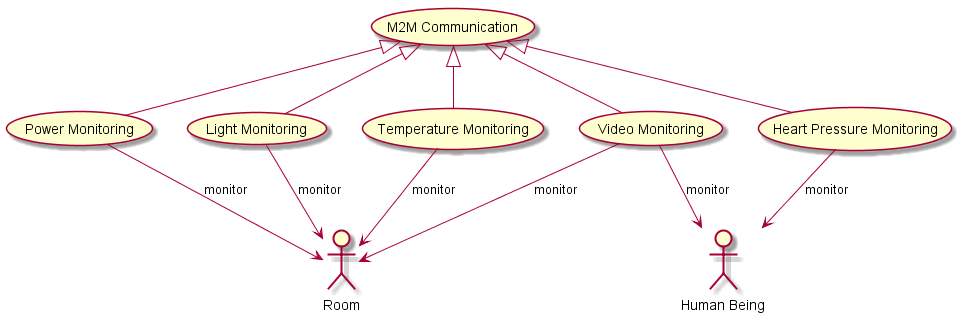 M2M Communication
Power Monitoring
Light Monitoring
Temperature Monitoring
Video Monitoring
Heart Pressure Monitoring
monitor
monitor
monitor
monitor
monitor
monitor
Room
Human Being